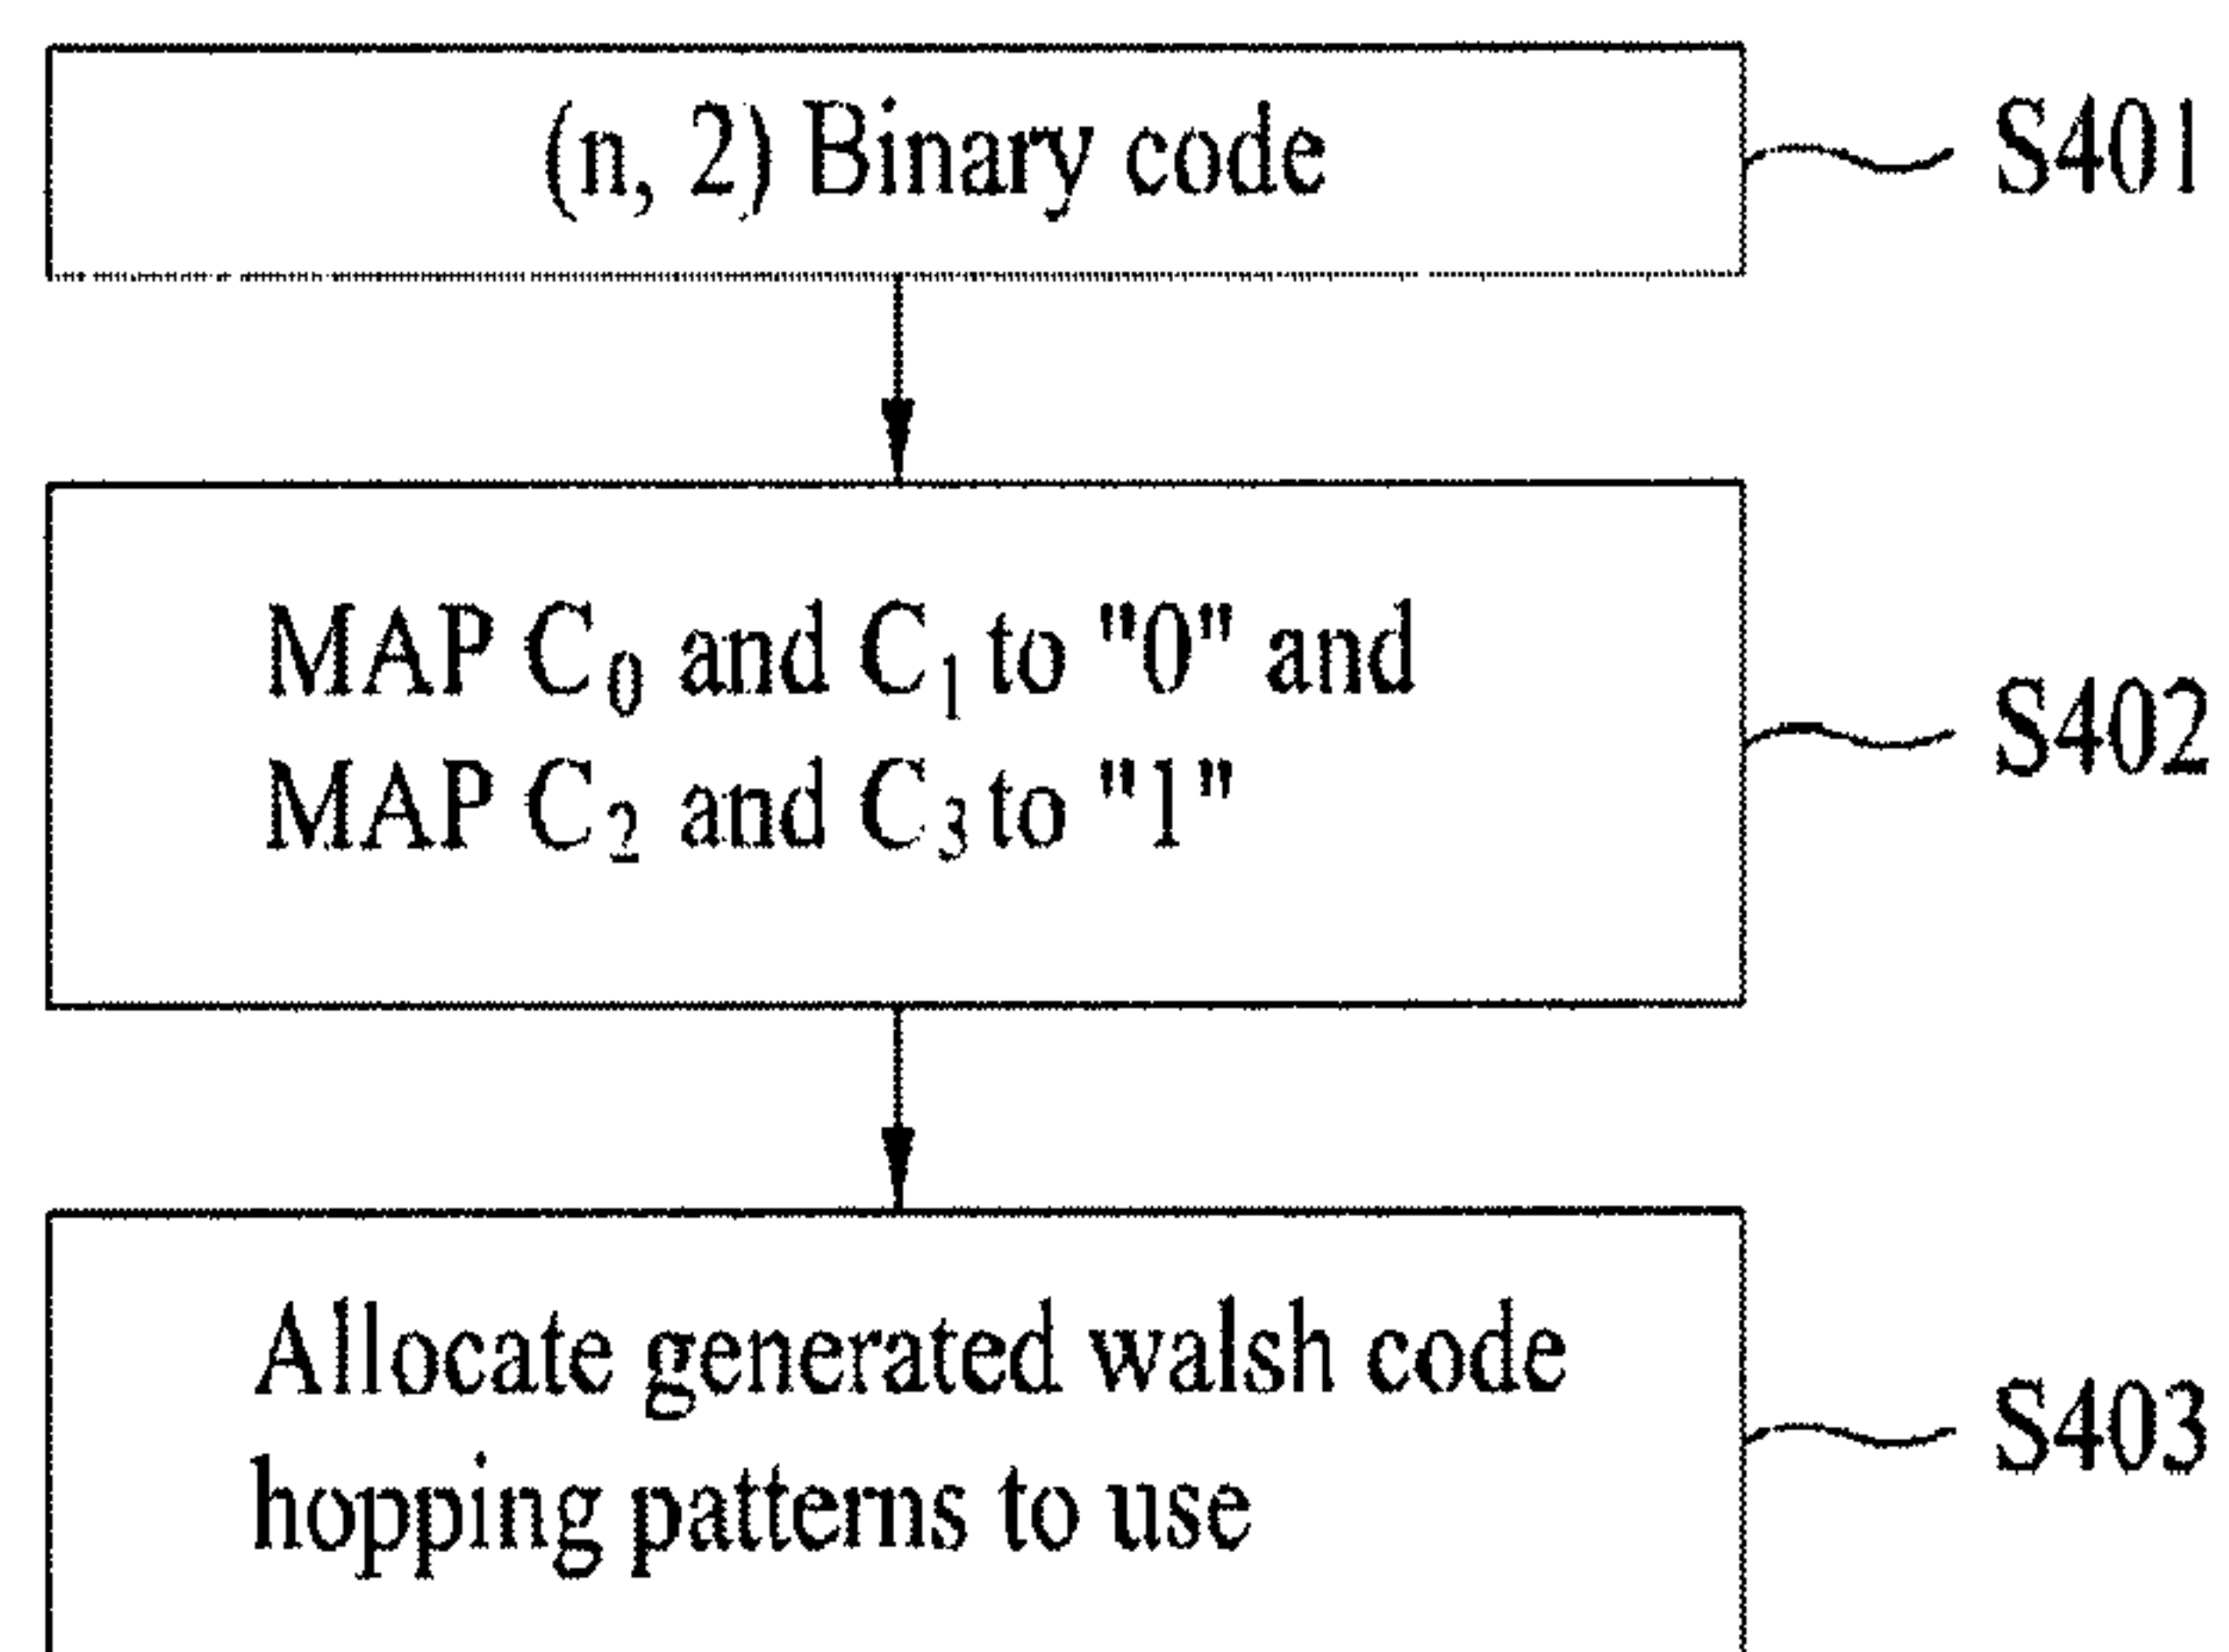 (n, 2) Binary code
S401
MAP C₀ and C₁ to "0" and
MAP C₂ and C₃ to "1"
S402
Allocate generated walsh code
hopping patterns to use
S403